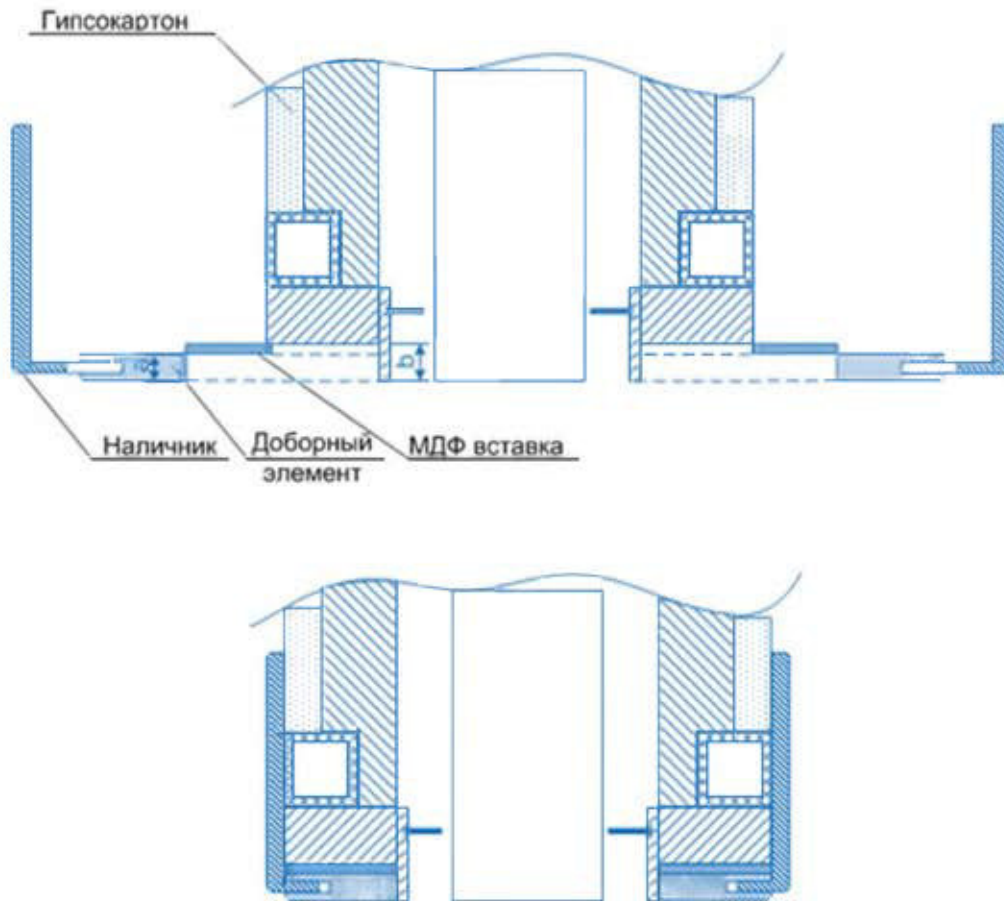 Гипсокартон
b
Наличник
Доборный
элемент
МДФ вставка